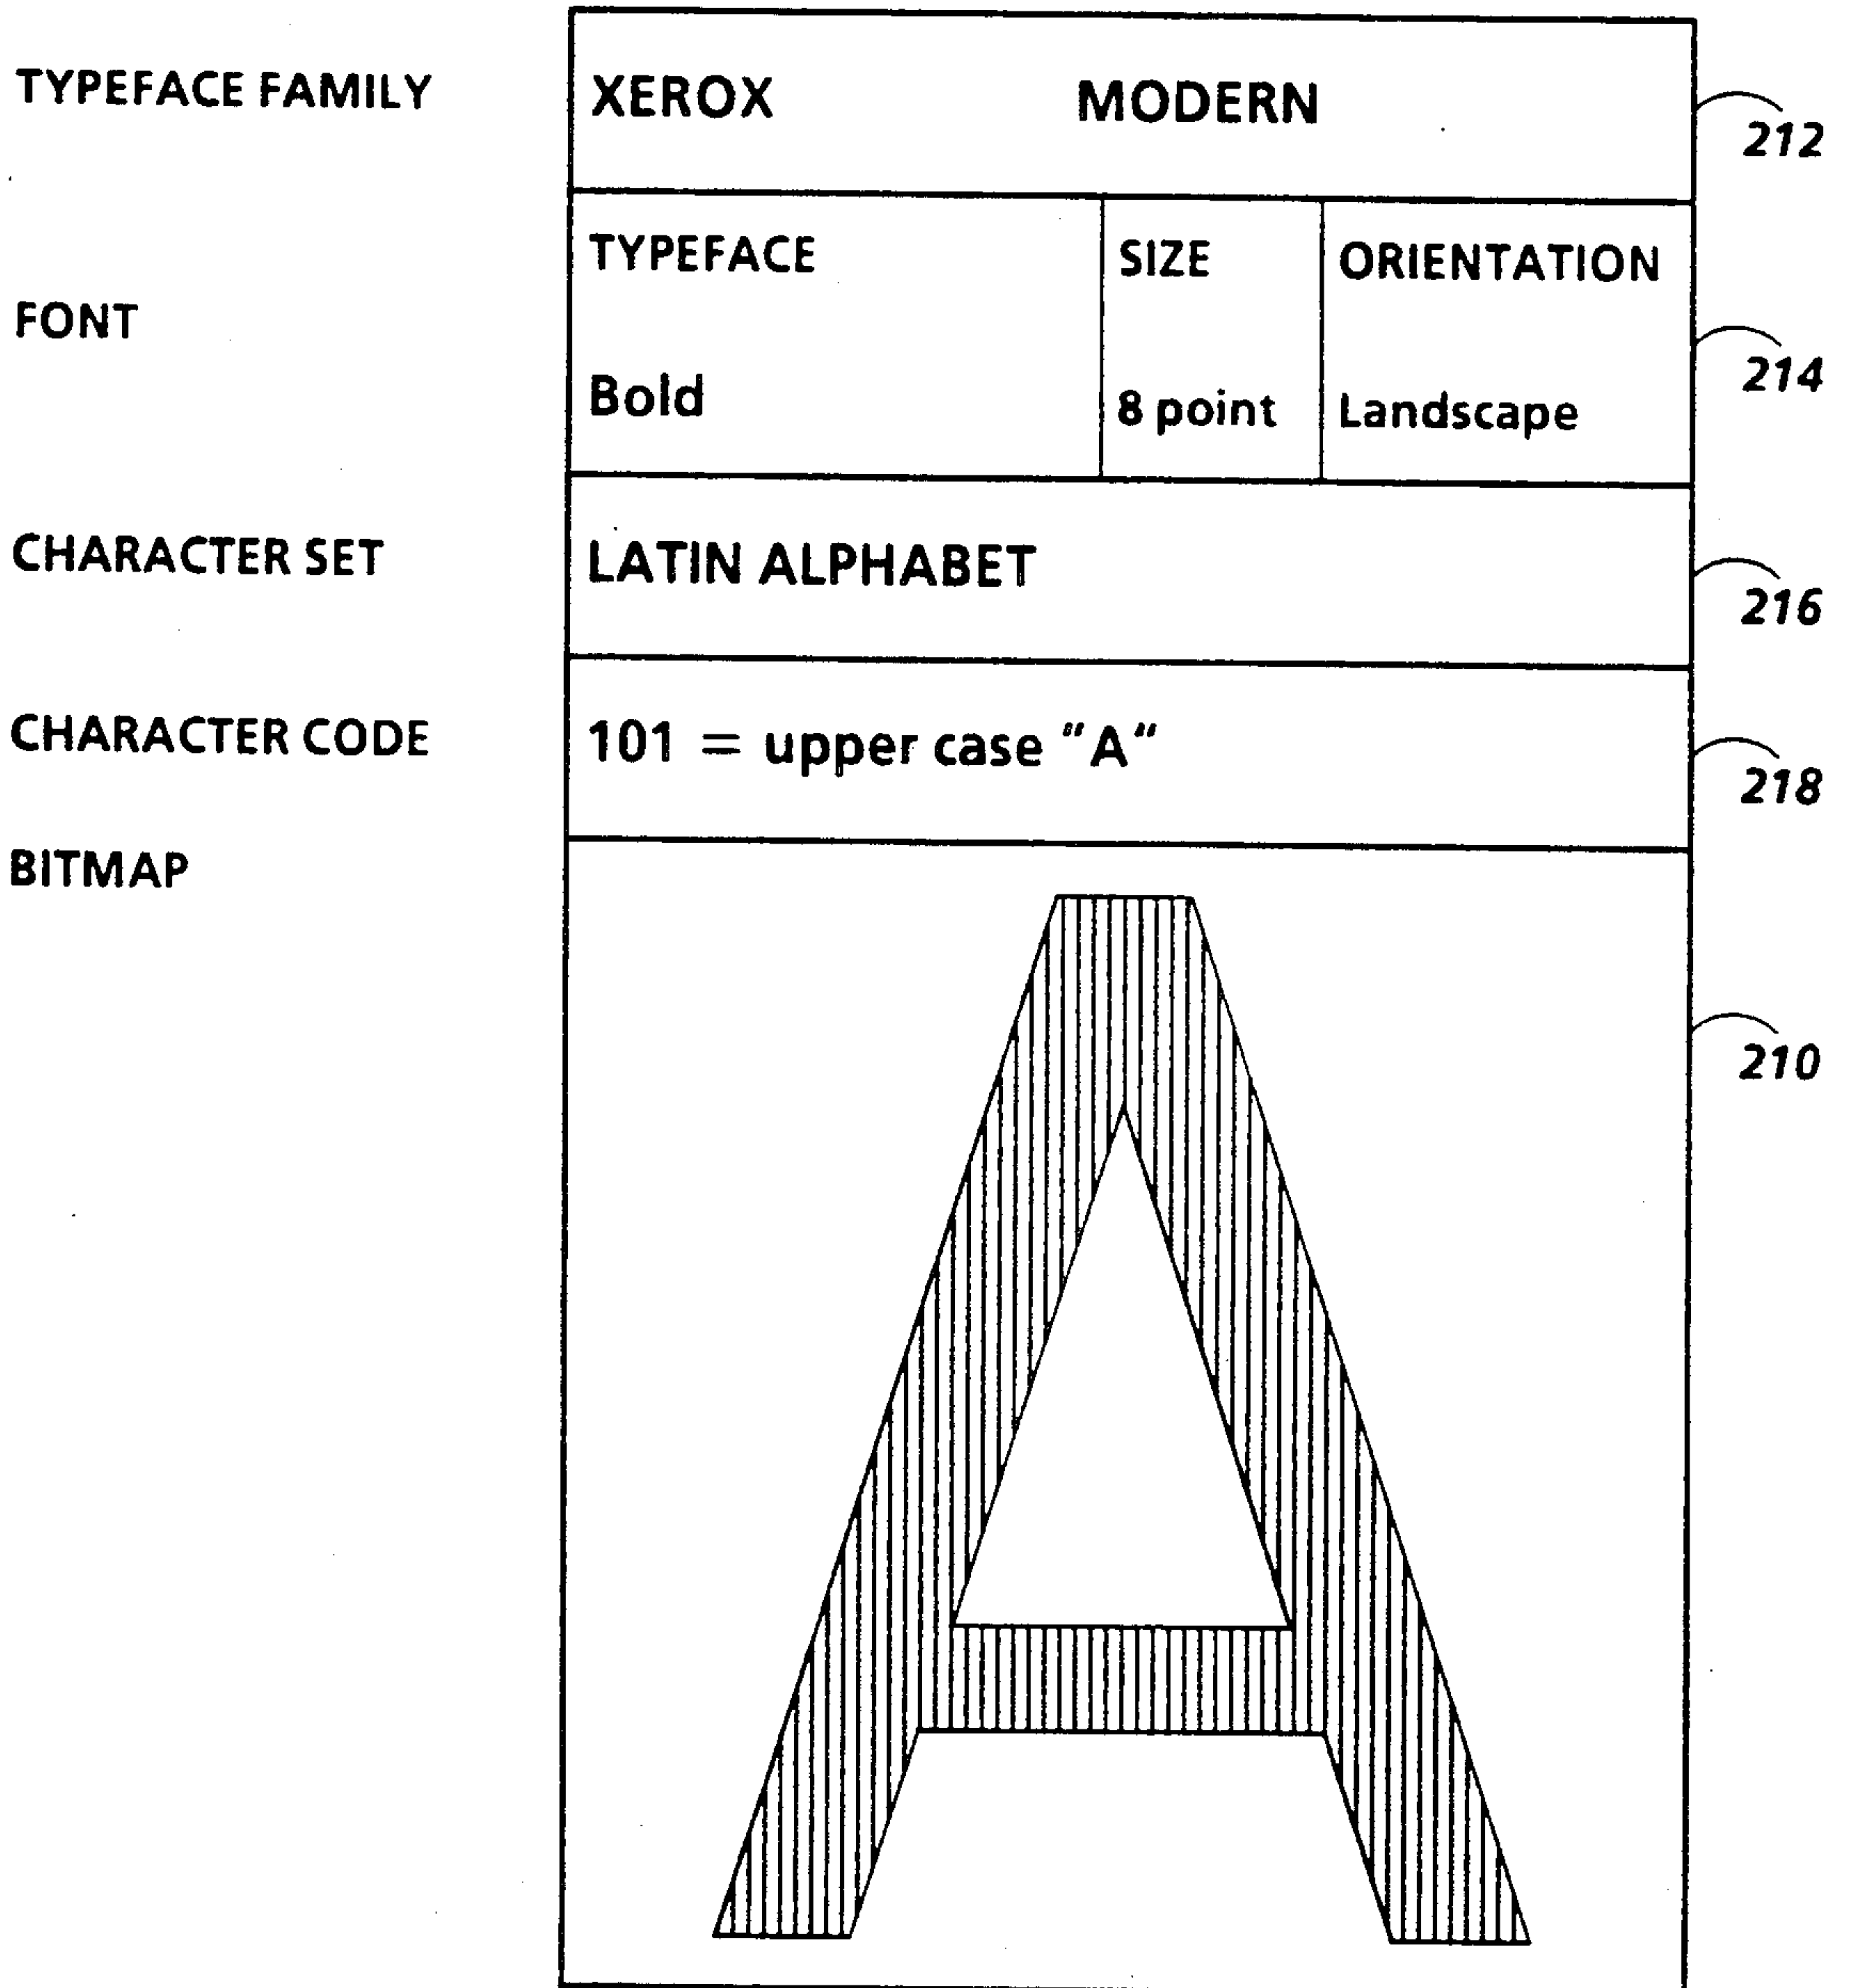 TYPEFACE FAMILY XEROX MODERN 212
TYPEFACE SIZE ORIENTATION
FONT 214
Bold 8 point Landscape
CHARACTER SET LATIN ALPHABET 216
CHARACTER CODE 101 = upper case "A" 218
BITMAP
A
210